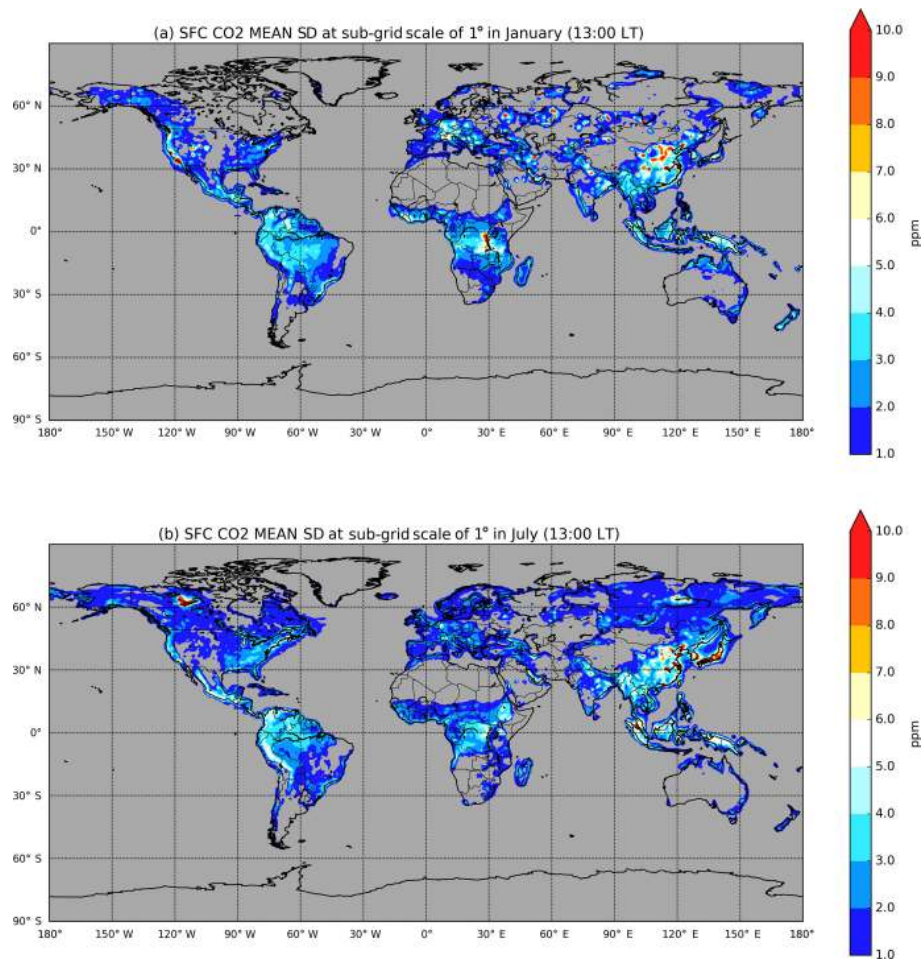 (a) SFC CO2 MEAN SD at sub-grid scale of 1° in January (13:00 LT)
60° N
30° N
0°
30° S
60° S
90° S
180° 150° W 120° W 90° W 60° W 30° W 0° 30° E 60° E 90° E 120° E 150° E 180°
10.0
9.0
8.0
7.0
6.0
5.0
4.0
3.0
2.0
1.0
ppm
(b) SFC CO2 MEAN SD at sub-grid scale of 1° in July (13:00 LT)
60° N
30° N
0°
30° S
60° S
90° S
180° 150° W 120° W 90° W 60° W 30° W 0° 30° E 60° E 90° E 120° E 150° E 180°
10.0
9.0
8.0
7.0
6.0
5.0
4.0
3.0
2.0
1.0
ppm